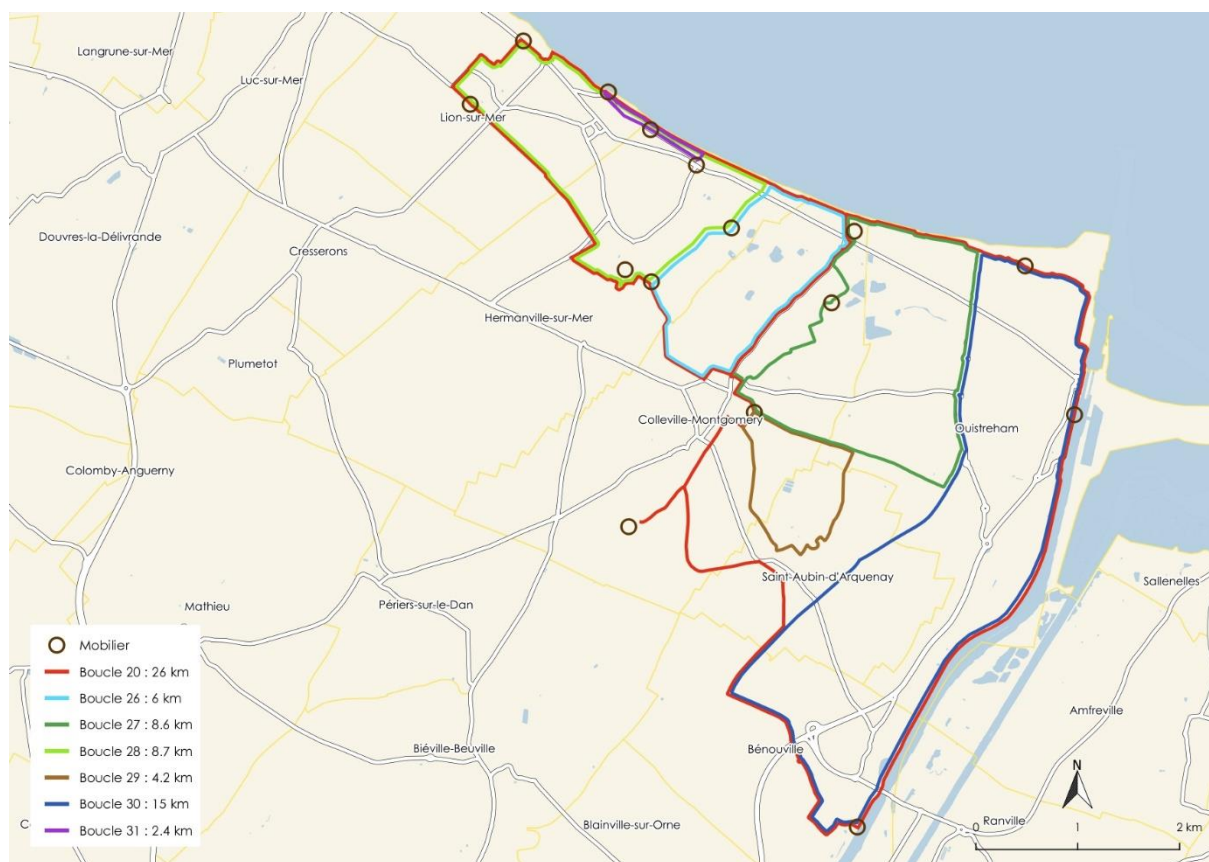 Langrune-sur-Mer
Luc-sur-Mer
Lion-sur-Mer
Douvres-la-Délivrande
Cresserons
Hermanville-sur-Mer
Plumetot
Colleville-Montgomery
Ouistreham
Colomby-Anguerny
Saint-Aubin-d'Arquenay
Sallenelles
Mathieu
Périers-sur-le-Dan
Amfreville
Biéville-Beuville
Bénouville
Blainville-sur-Orne
Ranville
Mobilier
Boucle 20 : 26 km
Boucle 26 : 6 km
Boucle 27 : 8.6 km
Boucle 28 : 8.7 km
Boucle 29 : 4.2 km
Boucle 30 : 15 km
Boucle 31 : 2.4 km
N
0 1 2 km